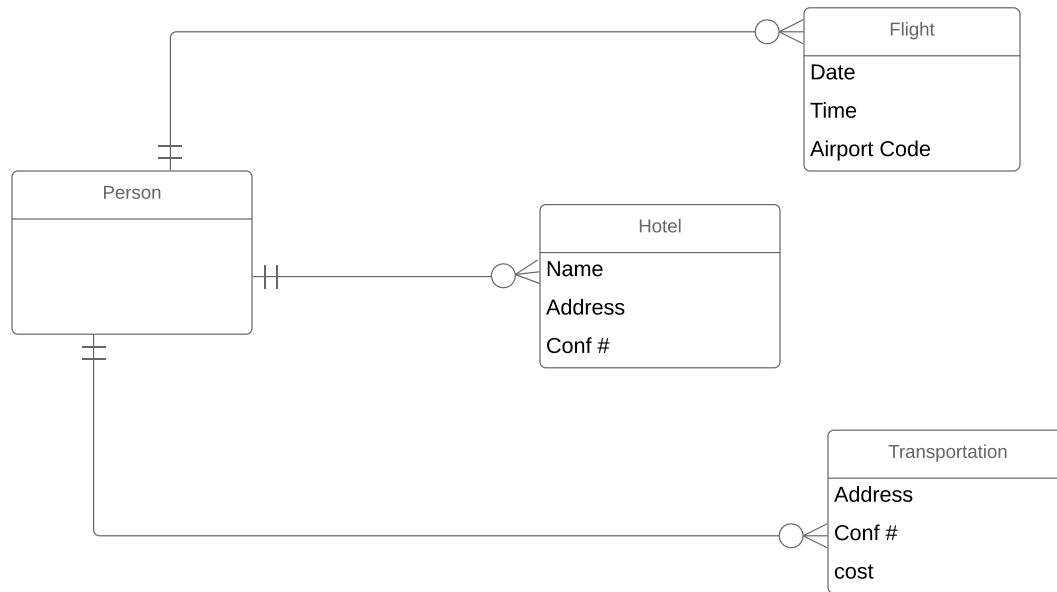 Flight
Date
Time
Airport Code
Person
Hotel
Name
Address
Conf #
Transportation
Address
Conf #
cost